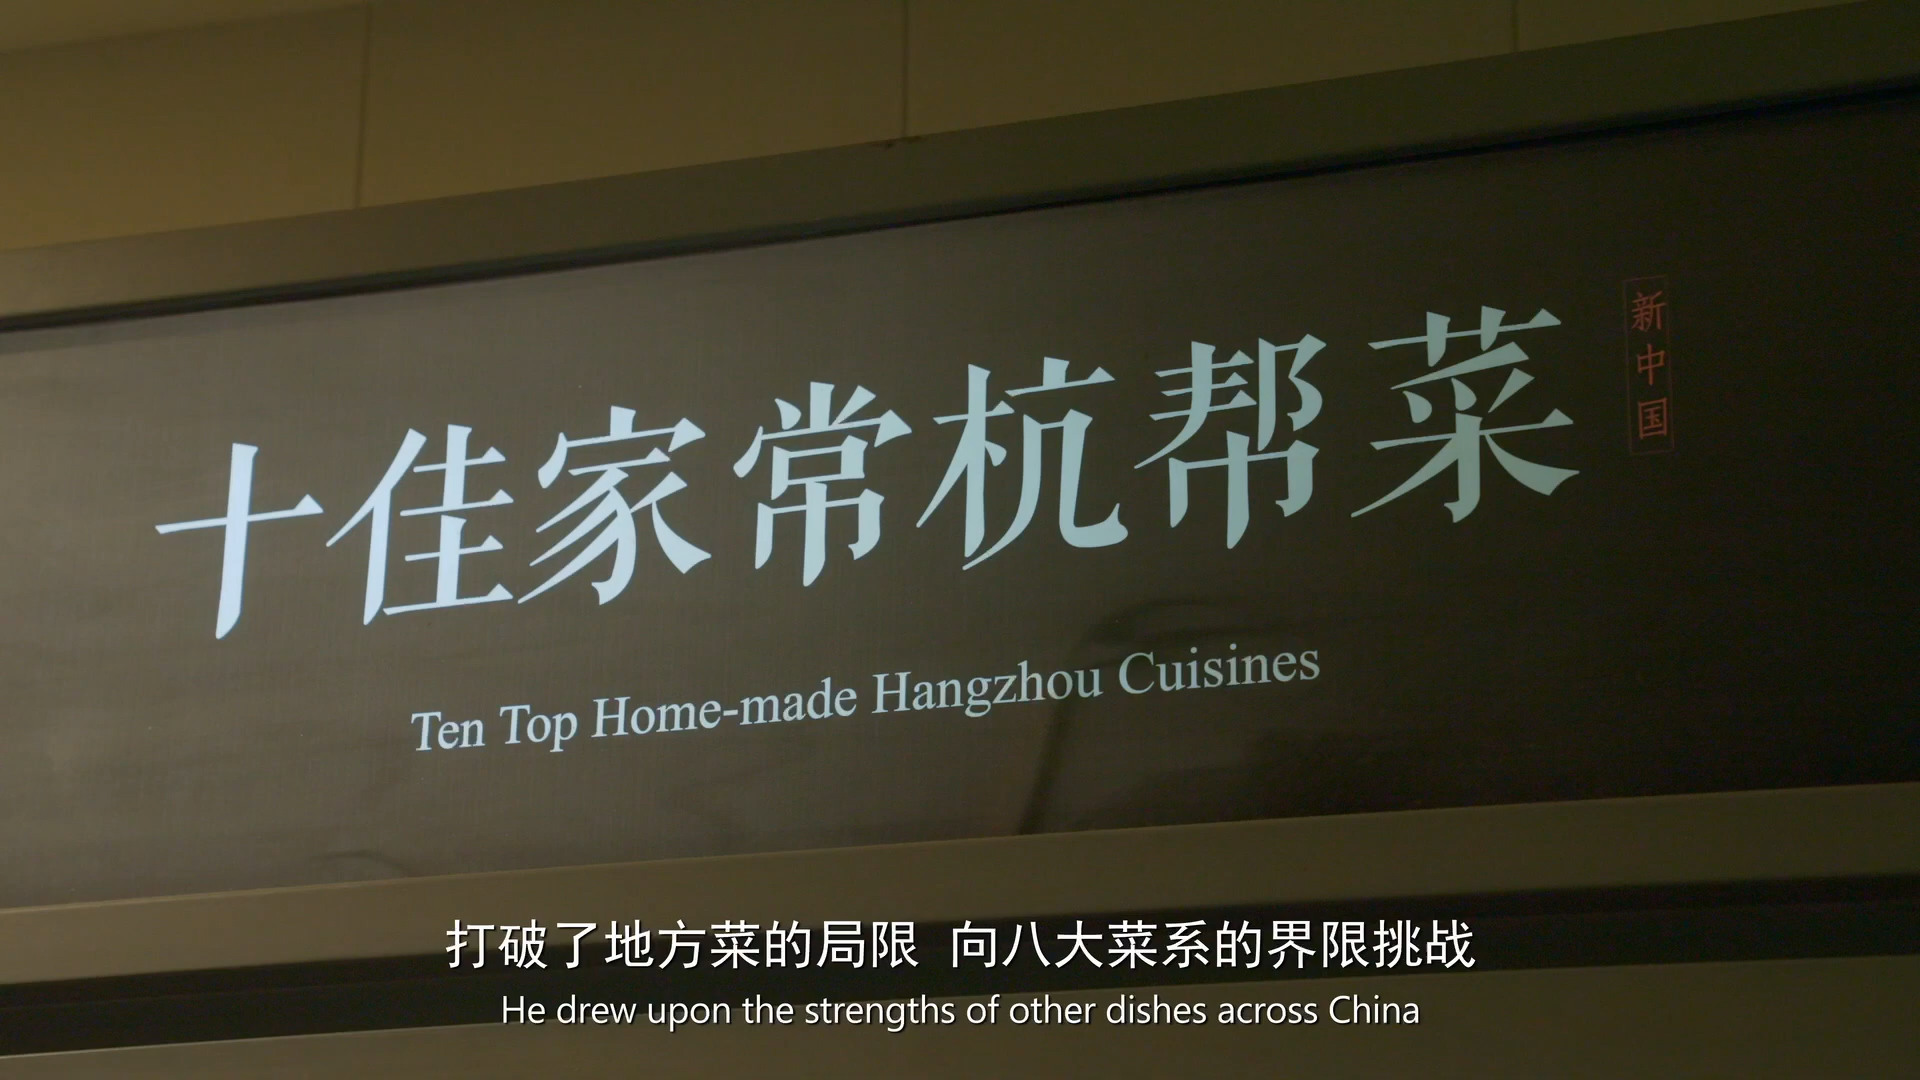 十佳家常杭帮菜
新中国
Ten Top Home-made Hangzhou Cuisines
打破了地方菜的局限 向八大菜系的界限挑战
He drew upon the strengths of other dishes across China